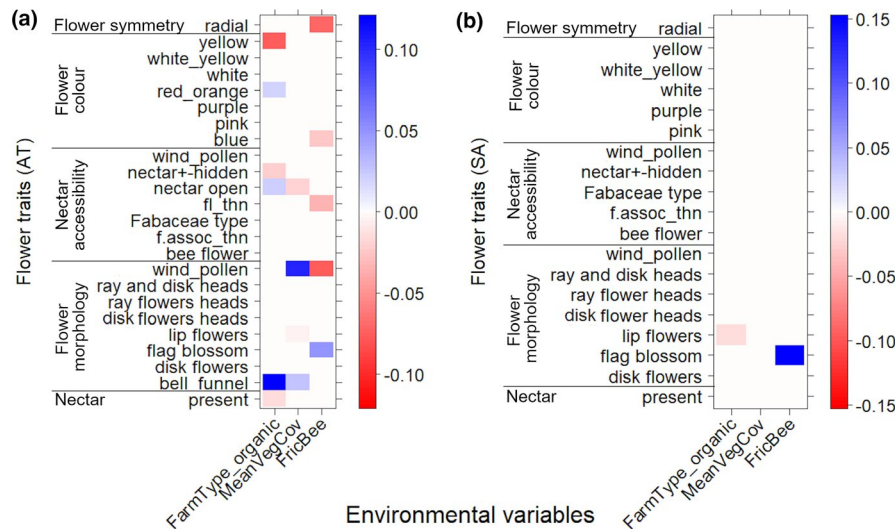 (a)
Flower traits (AT)
Flower symmetry radial
Flower colour
yellow
white_yellow
white
red_orange
purple
pink
blue
Nectar accessibility
wind_pollen
nectar+-hidden
nectar open
fl_thn
Fabaceae type
f.assoc_thn
bee flower
Flower morphology
wind_pollen
ray and disk heads
ray flowers heads
disk flowers heads
lip flowers
flag blossom
disk flowers
bell_funnel
Nectar present
FarmType_organic
MeanVegCov
FricBee
0.10
0.05
0.00
-0.05
-0.10
(b)
Flower traits (SA)
Flower symmetry radial
Flower colour
yellow
white_yellow
white
purple
pink
Nectar accessibility
wind_pollen
nectar+-hidden
Fabaceae type
f.assoc_thn
bee flower
Flower morphology
wind_pollen
ray and disk heads
ray flower heads
disk flower heads
lip flowers
flag blossom
disk flowers
Nectar present
FarmType_organic
MeanVegCov
FricBee
0.15
0.10
0.05
0.00
-0.05
-0.10
-0.15
Environmental variables